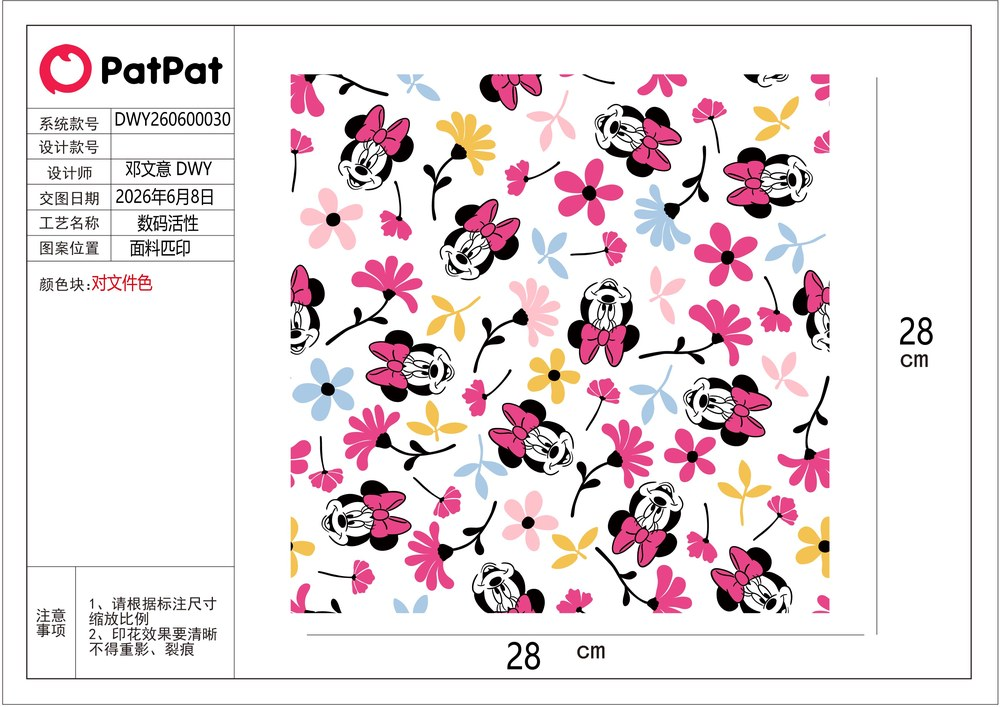 PatPat
系统款号 DWY260600030
设计款号
设计师 邓文意 DWY
交图日期 2026年6月8日
工艺名称 数码活性
图案位置 面料匹印
颜色块:对文件色
注意
事项
1、请根据标注尺寸
缩放比例
2、印花效果要清晰
不得重影、裂痕
28
cm
28 cm